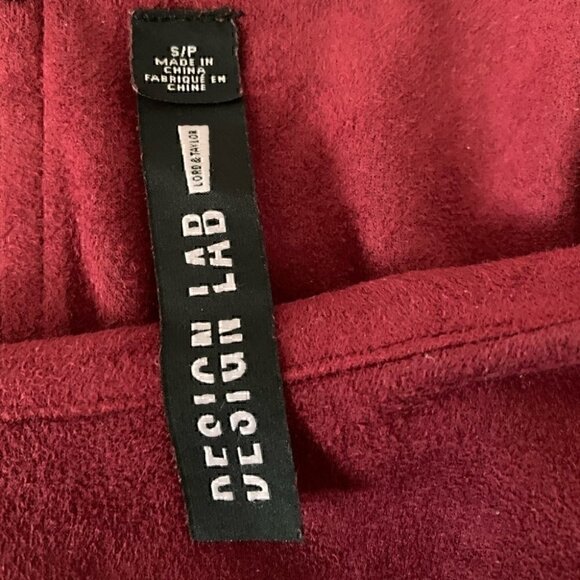 S/P
MADE IN
CHINA
FABRIQUÉ EN
CHINE
LORD & TAYLOR
DESIGN LAB